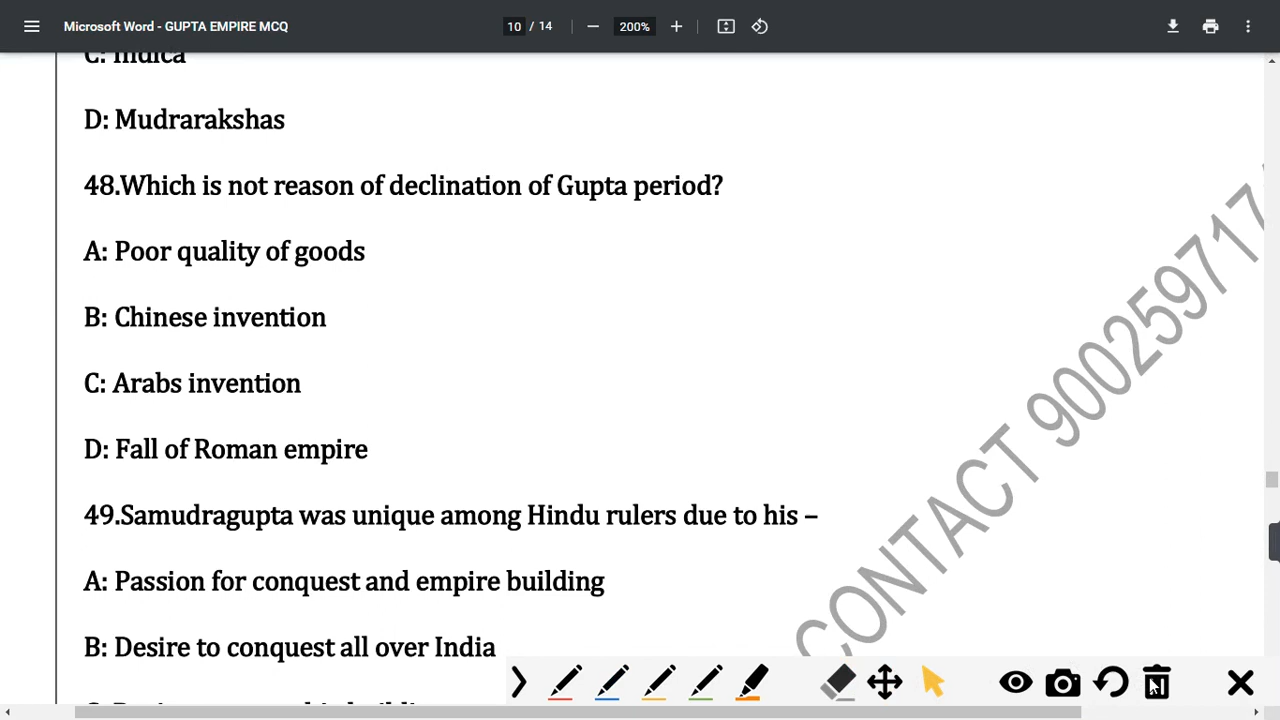 Microsoft Word - GUPTA EMPIRE MCQ
10 / 14
200%
C: Indica
D: Mudrarakshas
48.Which is not reason of declination of Gupta period?
A: Poor quality of goods
B: Chinese invention
C: Arabs invention
D: Fall of Roman empire
49.Samudragupta was unique among Hindu rulers due to his –
A: Passion for conquest and empire building
B: Desire to conquest all over India
CONTACT 900259717